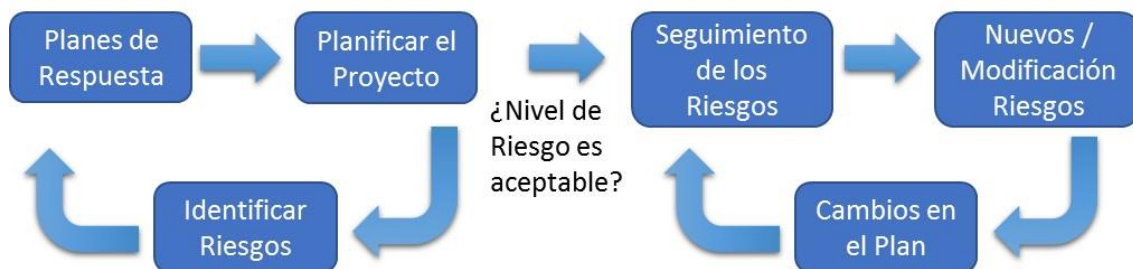 Planes de
Respuesta
Planificar el
Proyecto
¿Nivel de
Riesgo es
aceptable?
Identificar
Riesgos
Seguimiento
de los
Riesgos
Nuevos /
Modificación
Riesgos
Cambios en
el Plan